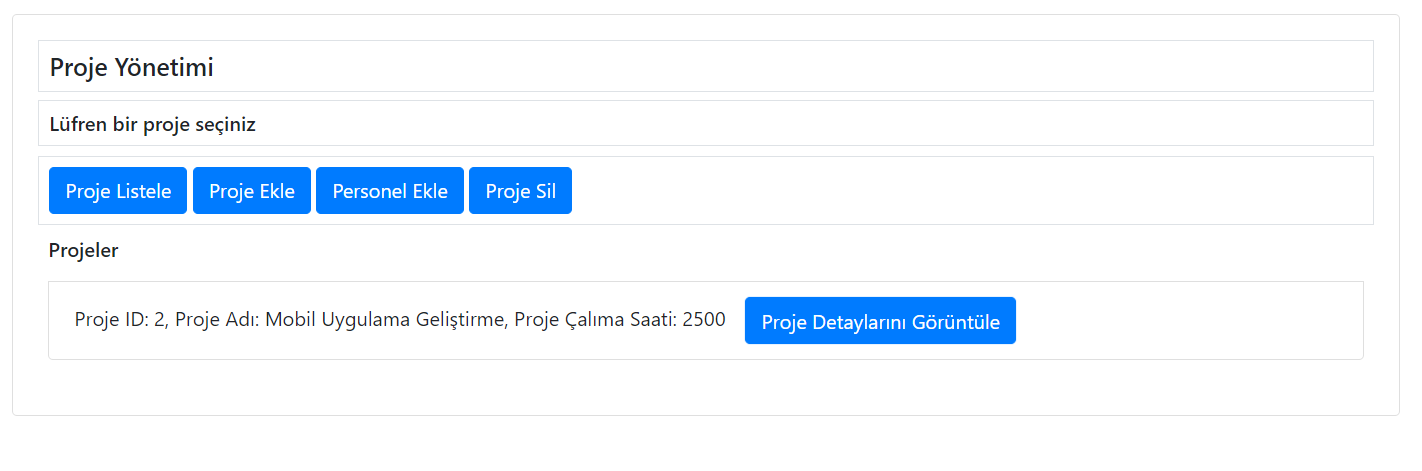 Proje Yönetimi
Lüfren bir proje seçiniz
Proje Listele Proje Ekle Personel Ekle Proje Sil
Projeler
Proje ID: 2, Proje Adı: Mobil Uygulama Geliştirme, Proje Çalıma Saati: 2500 Proje Detaylarını Görüntüle